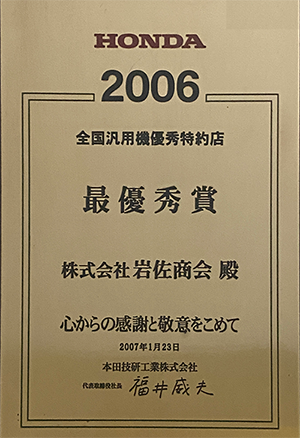 HONDA
2006
全国汎用機優秀特約店
最優秀賞
株式会社 岩佐商会 殿
心からの感謝と敬意をこめて
2007年1月23日
本田技研工業株式会社
代表取締役社長 福井威夫